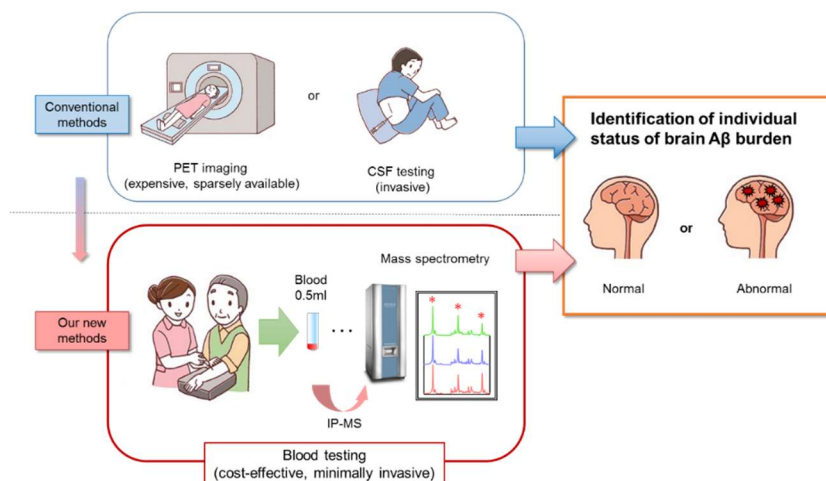 Conventional
methods
or
PET imaging
(expensive, sparsely available)
CSF testing
(invasive)
Identification of individual
status of brain Aβ burden
or
Normal
Abnormal
Our new
methods
Blood
0.5ml
...
Mass spectrometry
* * *
IP-MS
Blood testing
(cost-effective, minimally invasive)